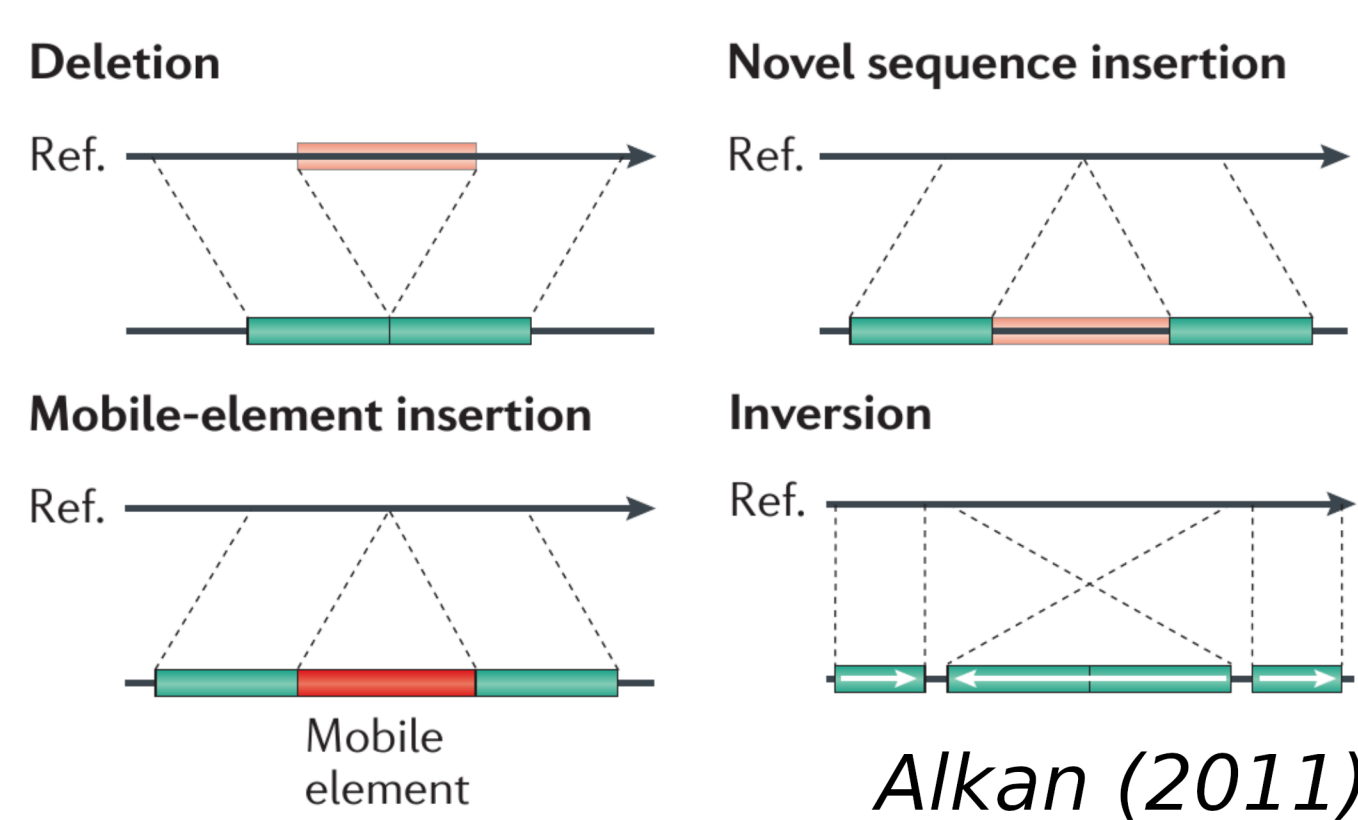 Deletion
Ref.
Novel sequence insertion
Ref.
Mobile-element insertion
Ref.
Mobile
element
Inversion
Ref.
Alkan (2011)